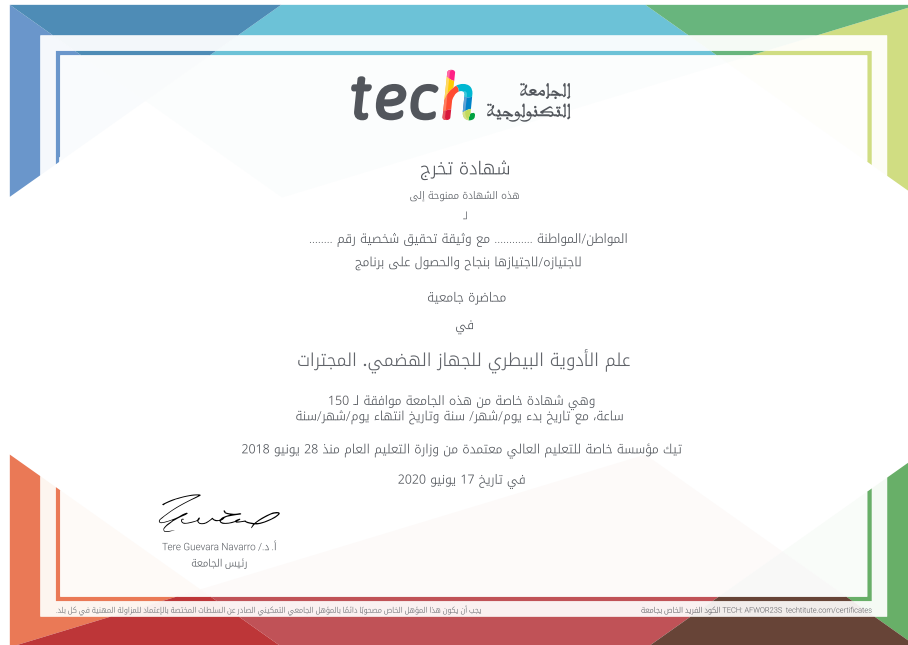 tech الجامعة
التكنولوجية
شهادة تخرج
هذه الشهادة ممنوحة إلى
لـ
المواطن/المواطنة ............ مع وثيقة تحقيق شخصية رقم ........
لاجتيازه/لاجتيازها بنجاح والحصول على برنامج
محاضرة جامعية
في
علم الأدوية البيطري للجهاز الهضمي. المجترات
وهي شهادة خاصة من هذه الجامعة موافقة لـ 150
ساعة، مع تاريخ بدء يوم/شهر/ سنة وتاريخ انتهاء يوم/شهر/سنة
تيك مؤسسة خاصة للتعليم العالي معتمدة من وزارة التعليم العام منذ 28 يونيو 2018
في تاريخ 17 يونيو 2020
أ. د./ Tere Guevara Navarro
رئيس الجامعة
يجب أن يكون هذا المؤهل الخاص مصحوبًا دائمًا بالمؤهل الجامعي التمكيني الصادر عن السلطات المختصة بالإعتماد للمزاولة المهنية في كل بلد.
الكود الفريد الخاص بجامعة TECH: AFWOR23S techtitute.com/certificates